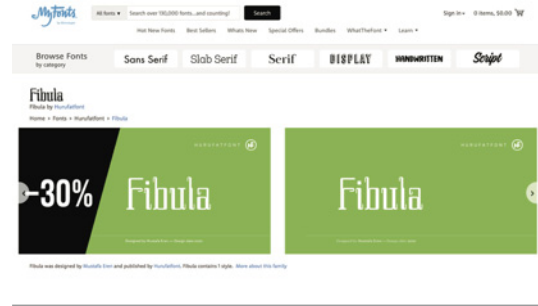 MyFonts
All fonts ▾ Search over 130,000 fonts...and counting! Search Sign in 0 items, $0.00
Hot New Fonts Best Sellers Whats New Special Offers Bundles WhatTheFont Learn
Browse Fonts
by category
Sans Serif Slab Serif Serif DISPLAY HANDWRITTEN Script
Fibula
Fibula by Hurufatfont
Home Fonts Hurufatfont Fibula
HURUFATFONT
-30% Fibula
HURUFATFONT
Fibula
Fibula was designed by Mustafa Eren and published by Hurufatfont. Fibula contains 1 style. More about this family